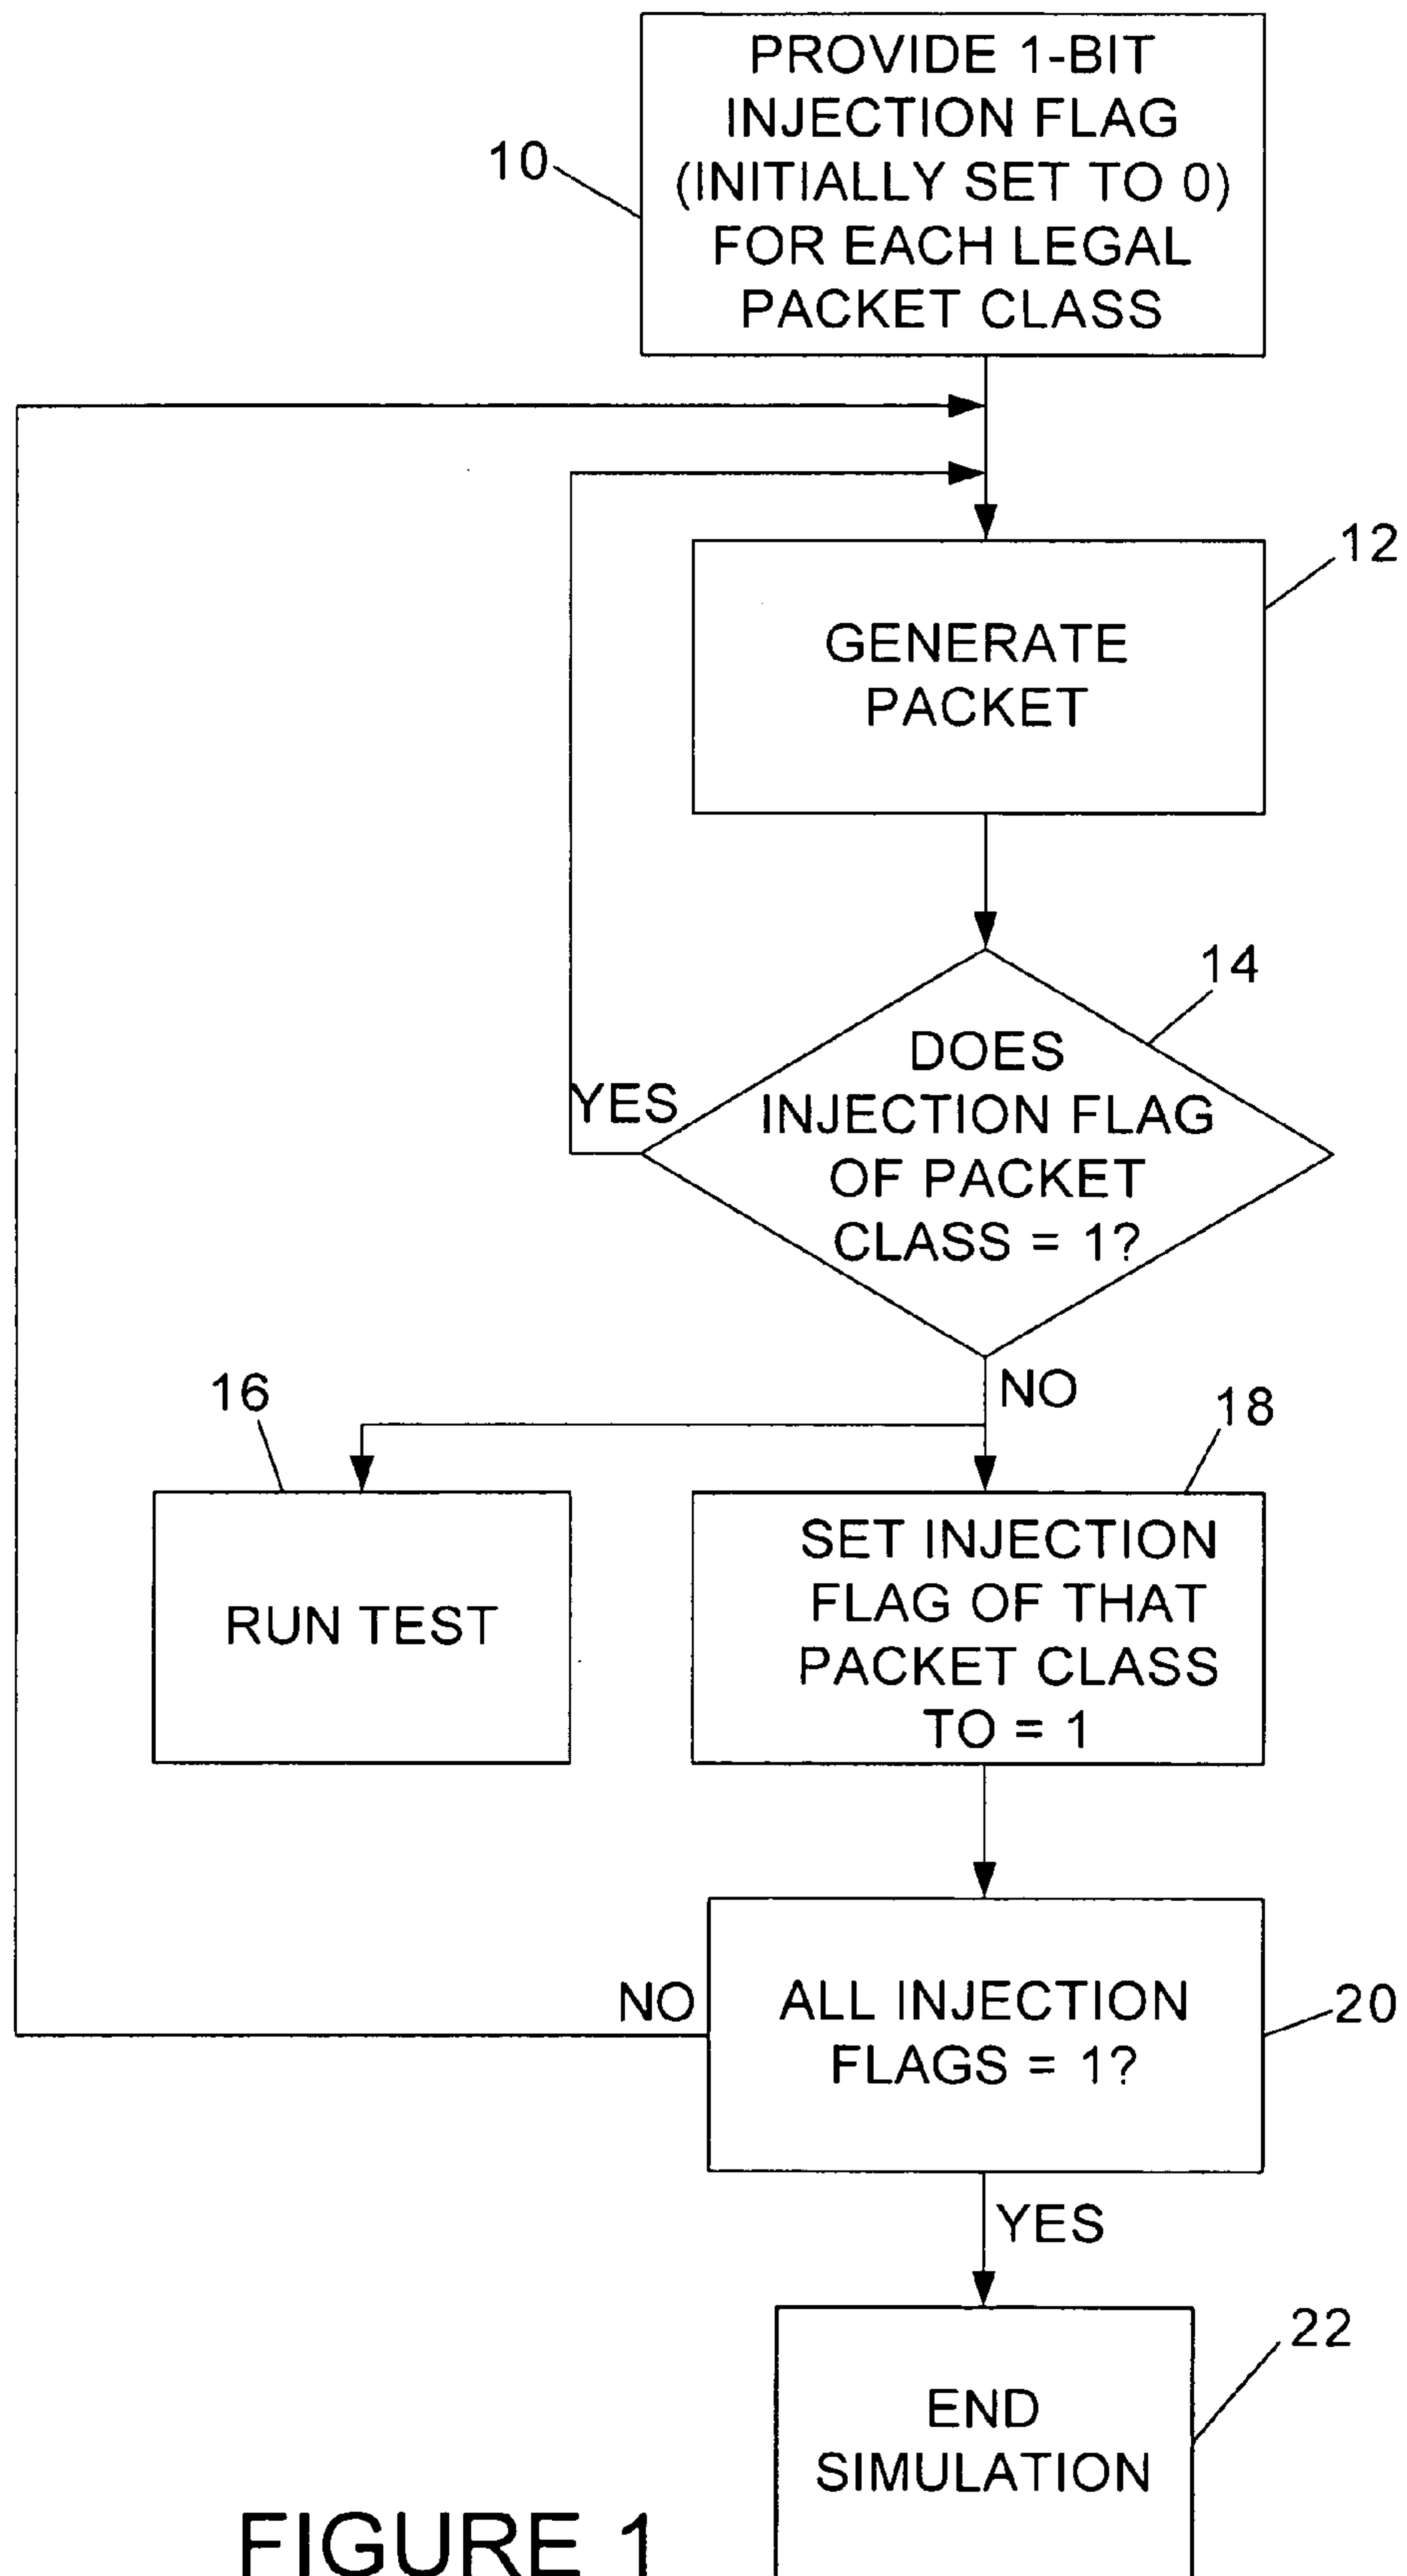 PROVIDE 1-BIT
INJECTION FLAG
(INITIALLY SET TO 0)
FOR EACH LEGAL
PACKET CLASS
10
12
GENERATE
PACKET
14
DOES
INJECTION FLAG
OF PACKET
CLASS = 1?
YES
NO
16
18
RUN TEST
SET INJECTION
FLAG OF THAT
PACKET CLASS
TO = 1
NO
ALL INJECTION
FLAGS = 1?
20
YES
22
END
SIMULATION
FIGURE 1